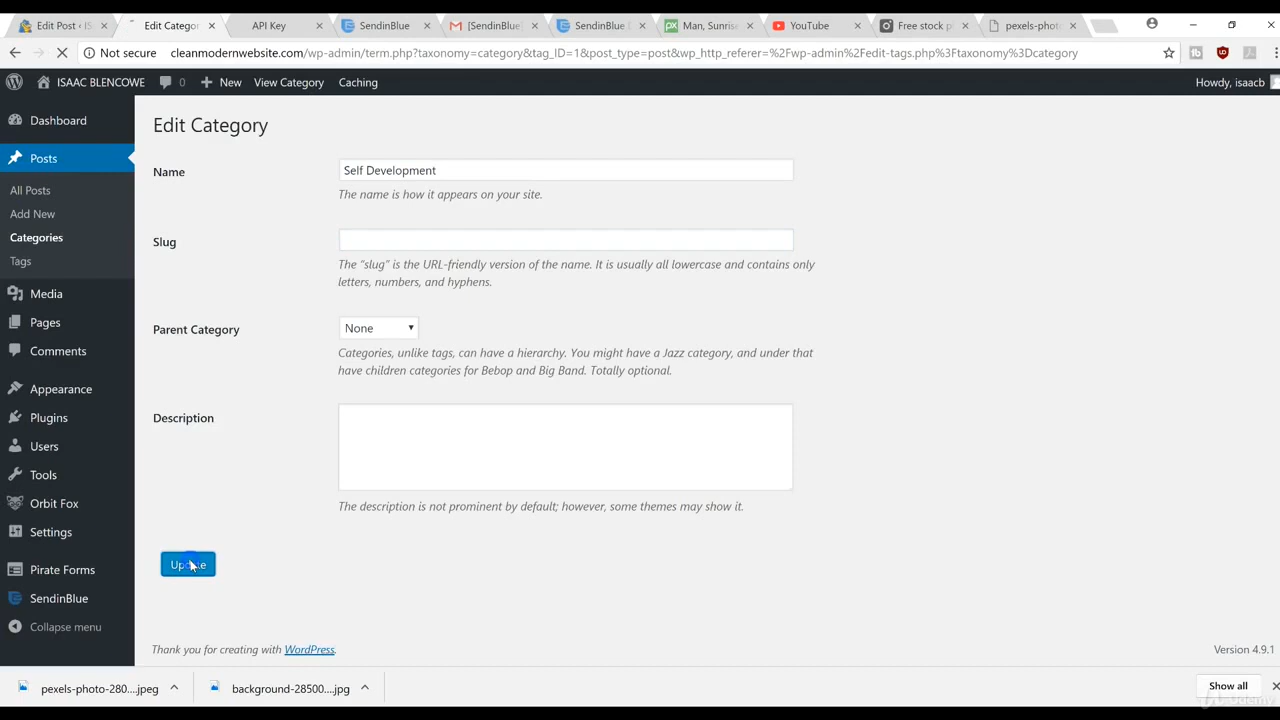 Edit Post ‹ IS
Edit Catego
API Key
SendinBlue
[SendinBlue]
SendinBlue
Man, Sunrise
YouTube
Free stock p
pexels-phot
Not secure
cleanmodernwebsite.com/wp-admin/term.php?taxonomy=category&tag_ID=1&post_type=post&wp_http_referer=%2Fwp-admin%2Fedit-tags.php%3Ftaxonomy%3Dcategory
ISAAC BLENCOWE
0
New
View Category
Caching
Howdy, isaacb
Dashboard
Posts
All Posts
Add New
Categories
Tags
Media
Pages
Comments
Appearance
Plugins
Users
Tools
Orbit Fox
Settings
Pirate Forms
SendinBlue
Collapse menu
Edit Category
Name
Self Development
The name is how it appears on your site.
Slug
The “slug” is the URL-friendly version of the name. It is usually all lowercase and contains only
letters, numbers, and hyphens.
Parent Category
None
Categories, unlike tags, can have a hierarchy. You might have a Jazz category, and under that
have children categories for Bebop and Big Band. Totally optional.
Description
The description is not prominent by default; however, some themes may show it.
Update
Thank you for creating with WordPress.
Version 4.9.1
pexels-photo-280....jpeg
background-28500....jpg
Show all
Udemy